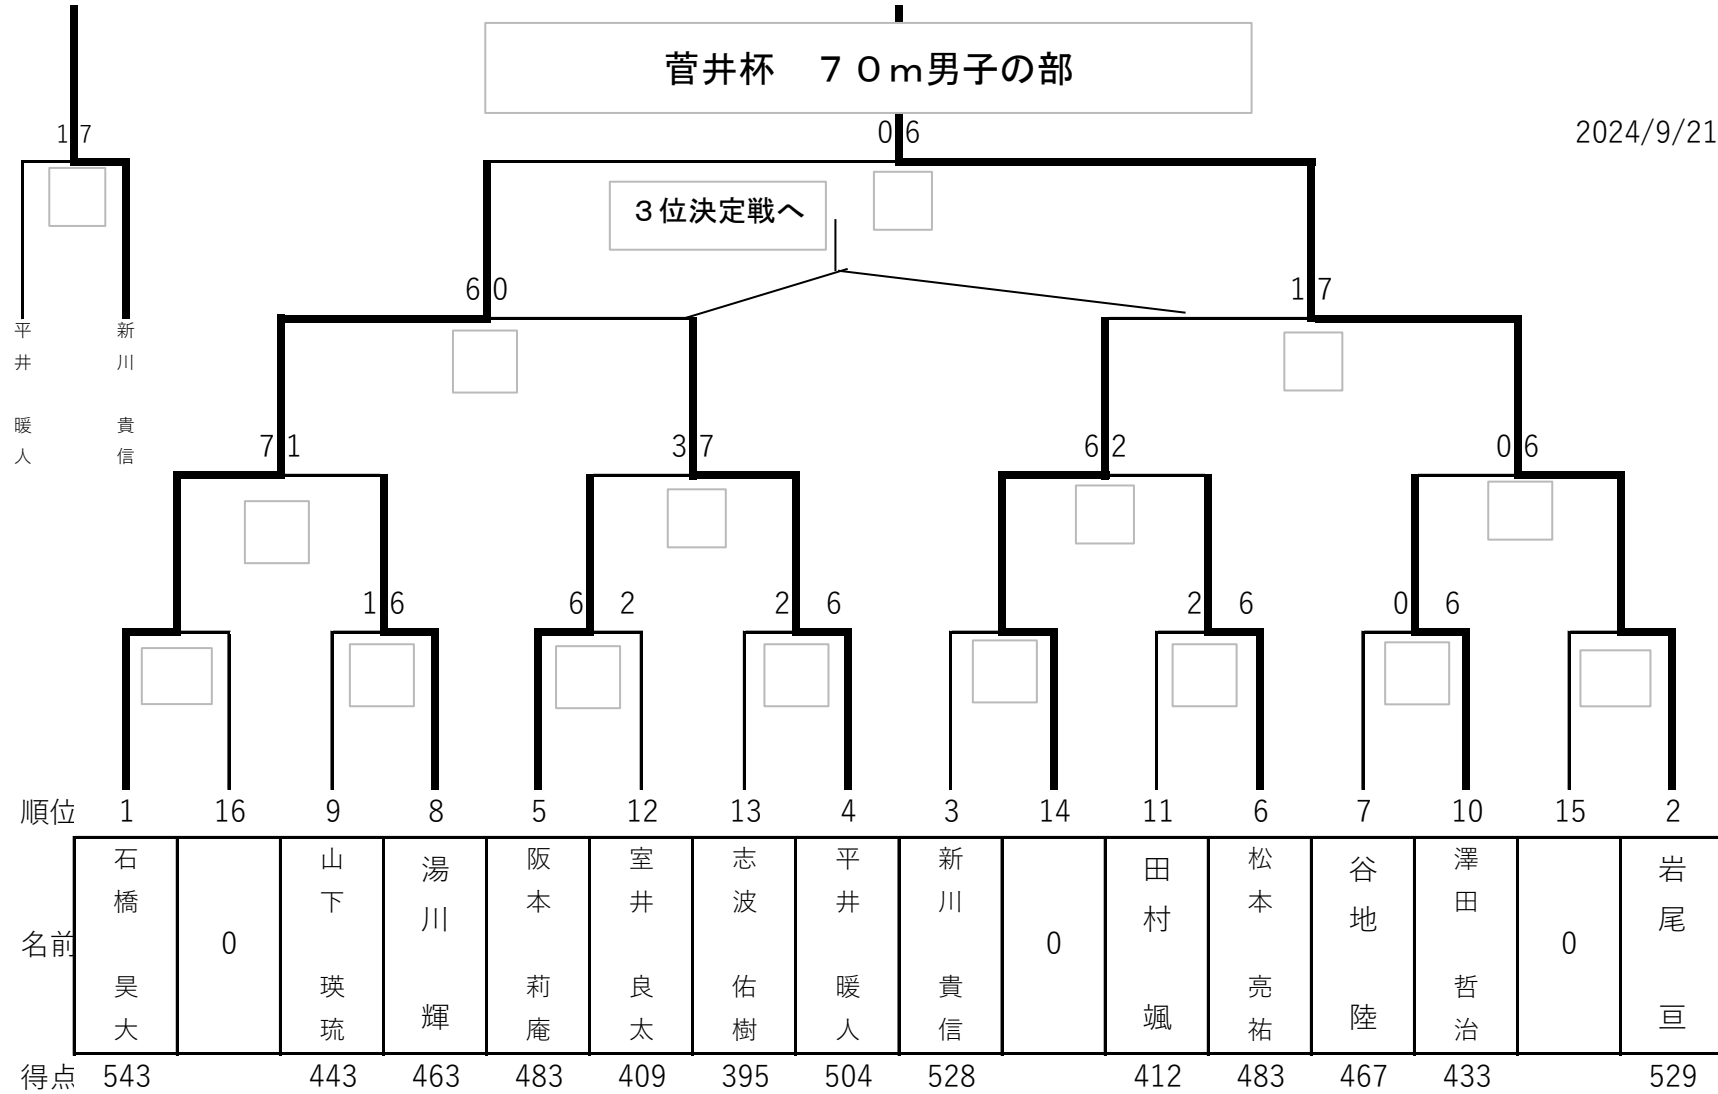 菅井杯　７０ｍ男子の部
2024/9/21
1 7
0 6
３位決定戦へ
6 0
1 7
平井　暖人
新川　貴信
7 1
3 7
6 2
0 6
1 6
6 2
2 6
2 6
0 6
順位 1 16 9 8 5 12 13 4 3 14 11 6 7 10 15 2
名前 石橋　昊大 0 山下　瑛琉 湯川　輝 阪本　莉庵 室井　良太 志波　佑樹 平井　暖人 新川　貴信 0 田村　颯 松本　亮祐 谷地　陸 澤田　哲治 0 岩尾　亘
得点 543 443 463 483 409 395 504 528 412 483 467 433 529